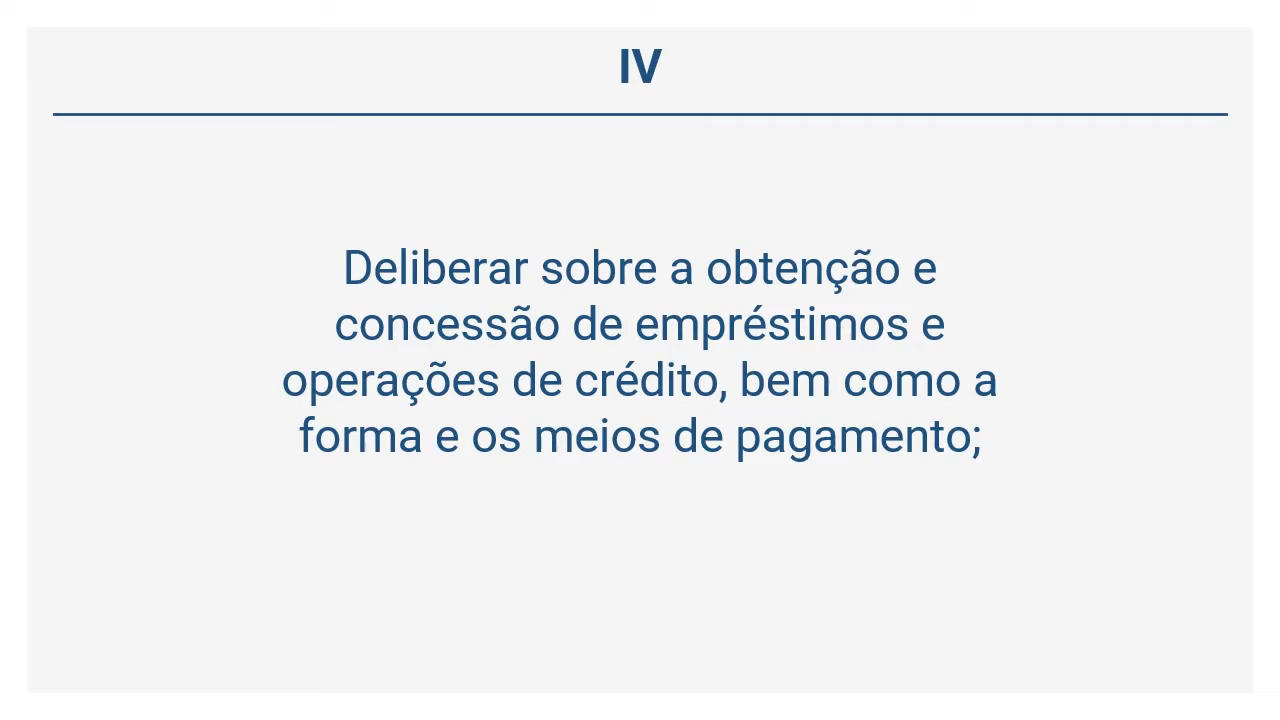 IV
Deliberar sobre a obtenção e
concessão de empréstimos e
operações de crédito, bem como a
forma e os meios de pagamento;